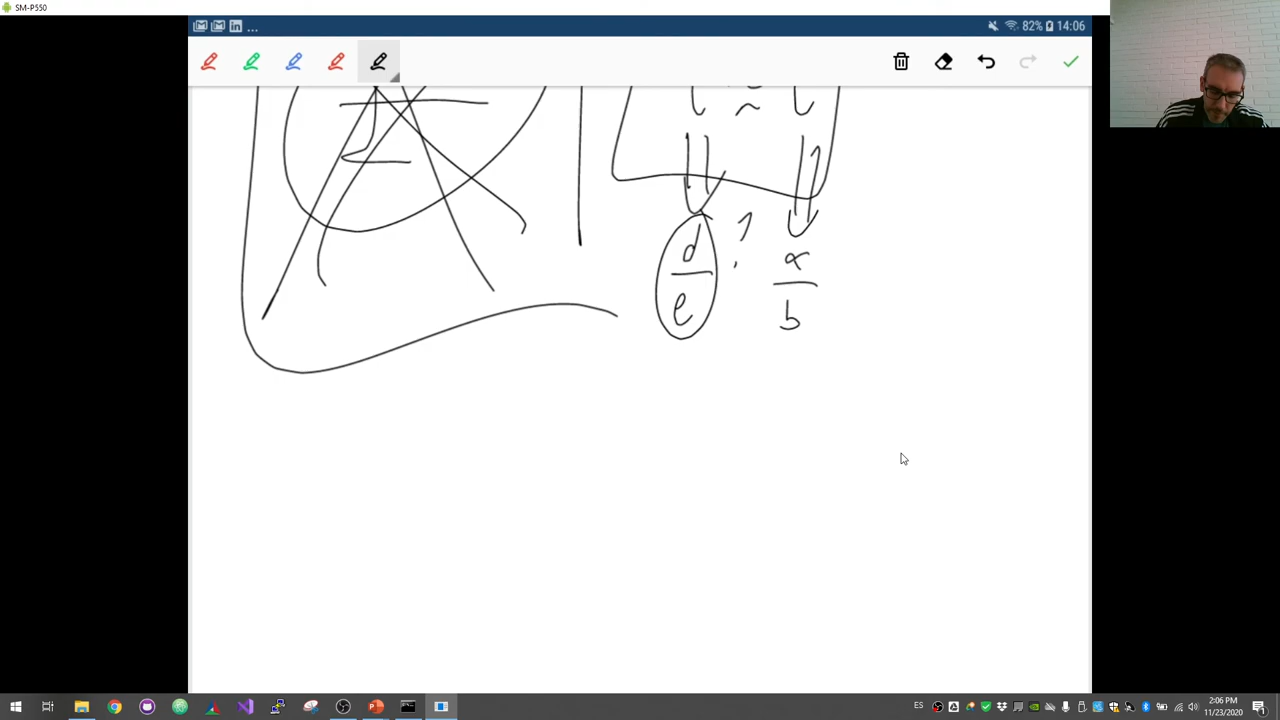 SM-P550
... 82% 14:06
d ? a
e b
ES 2:06 PM
11/23/2020